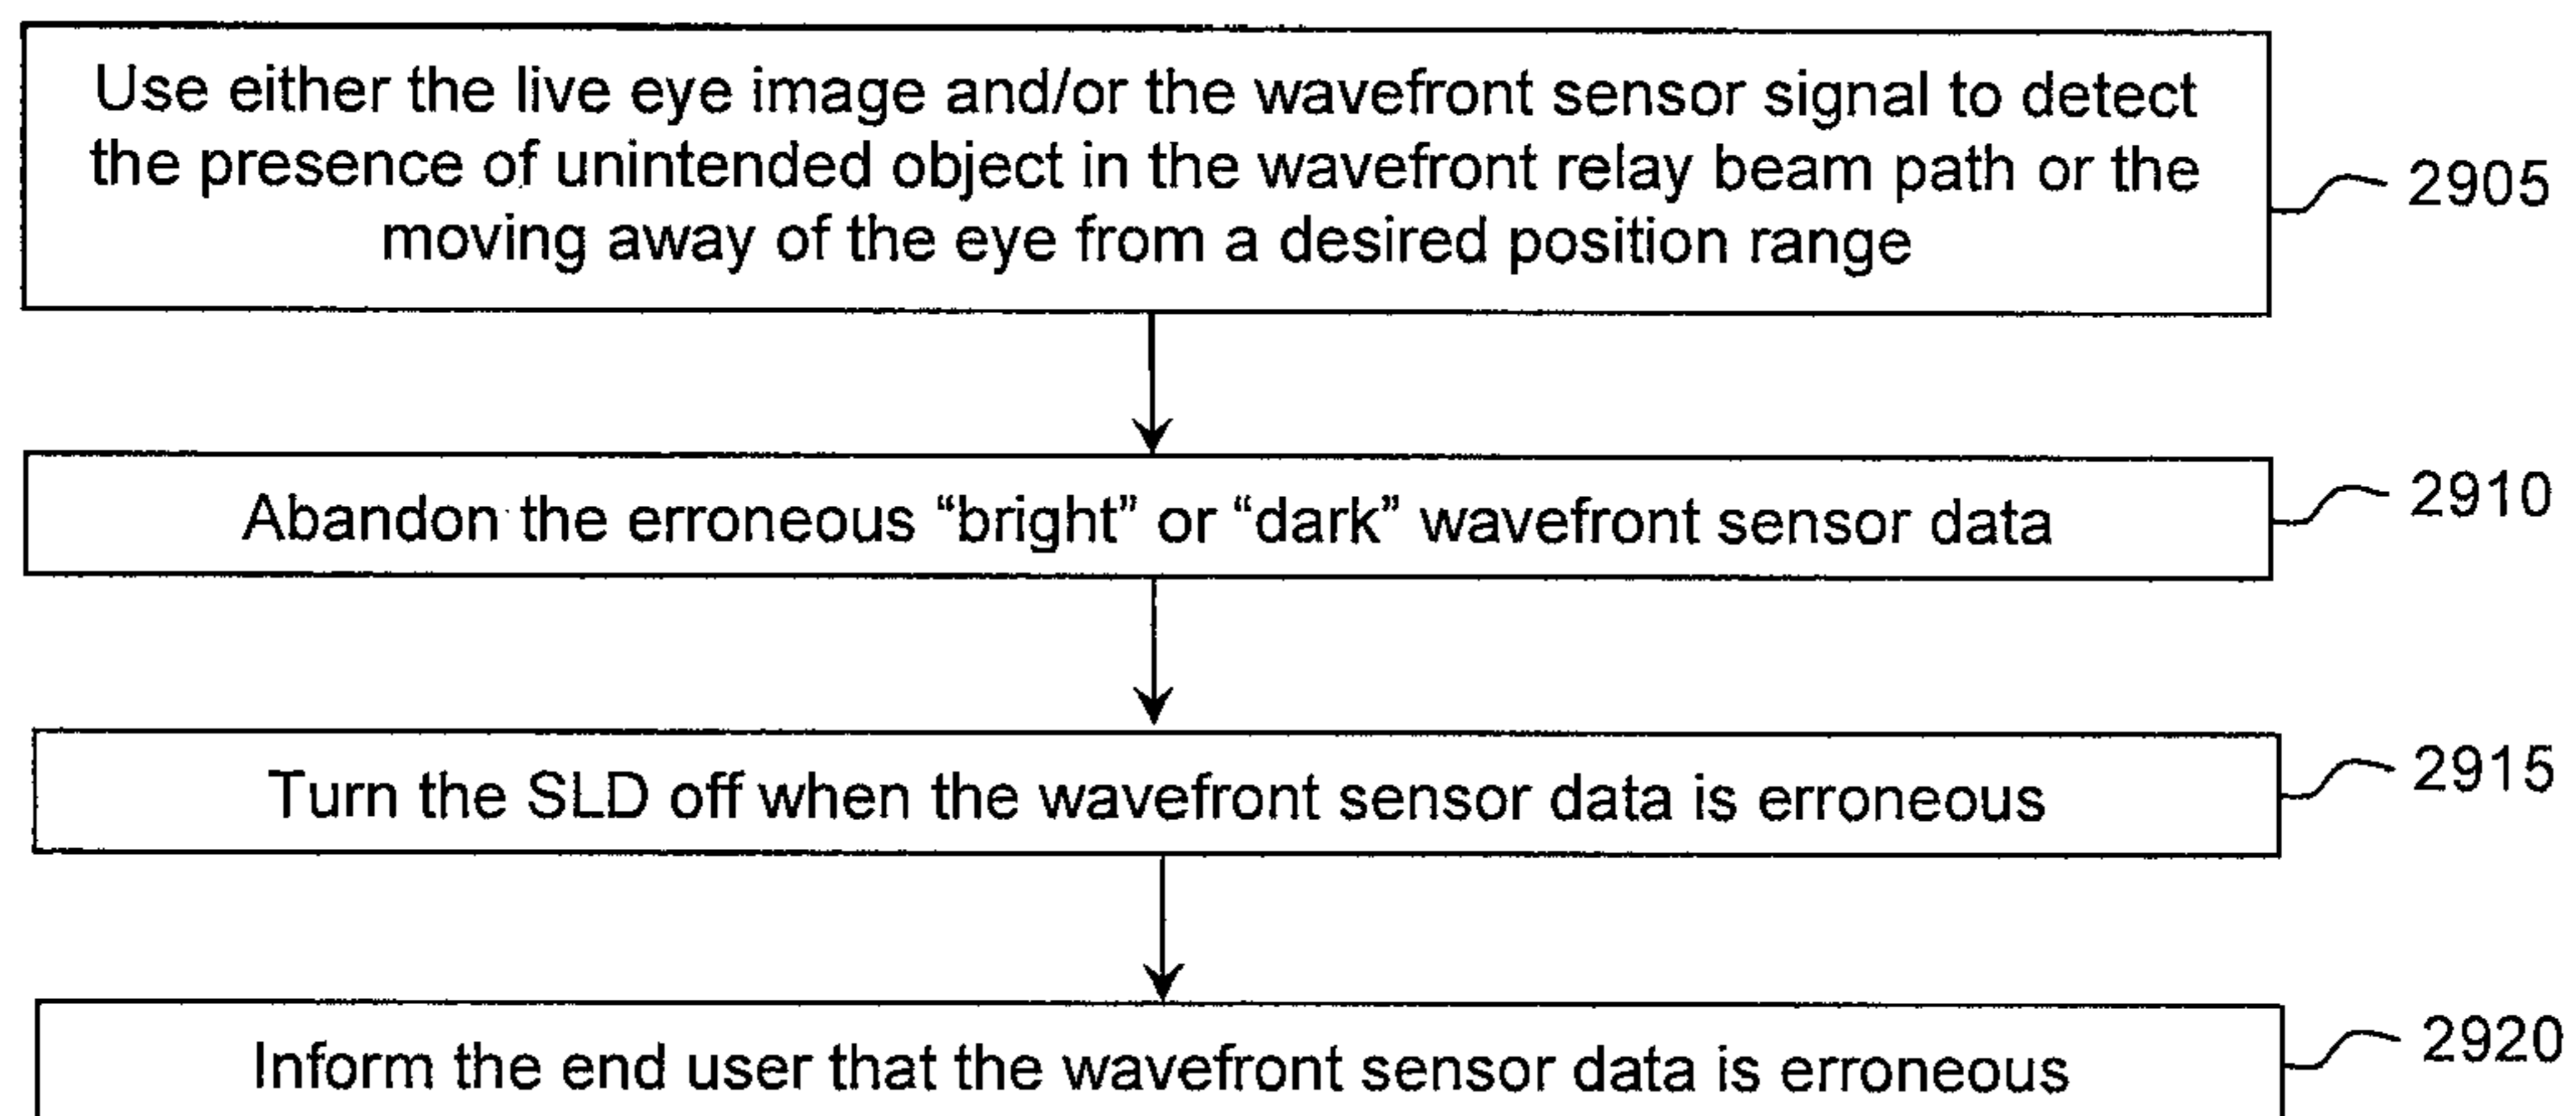 Use either the live eye image and/or the wavefront sensor signal to detect
the presence of unintended object in the wavefront relay beam path or the
moving away of the eye from a desired position range
2905
Abandon the erroneous “bright” or “dark” wavefront sensor data
2910
Turn the SLD off when the wavefront sensor data is erroneous
2915
Inform the end user that the wavefront sensor data is erroneous
2920